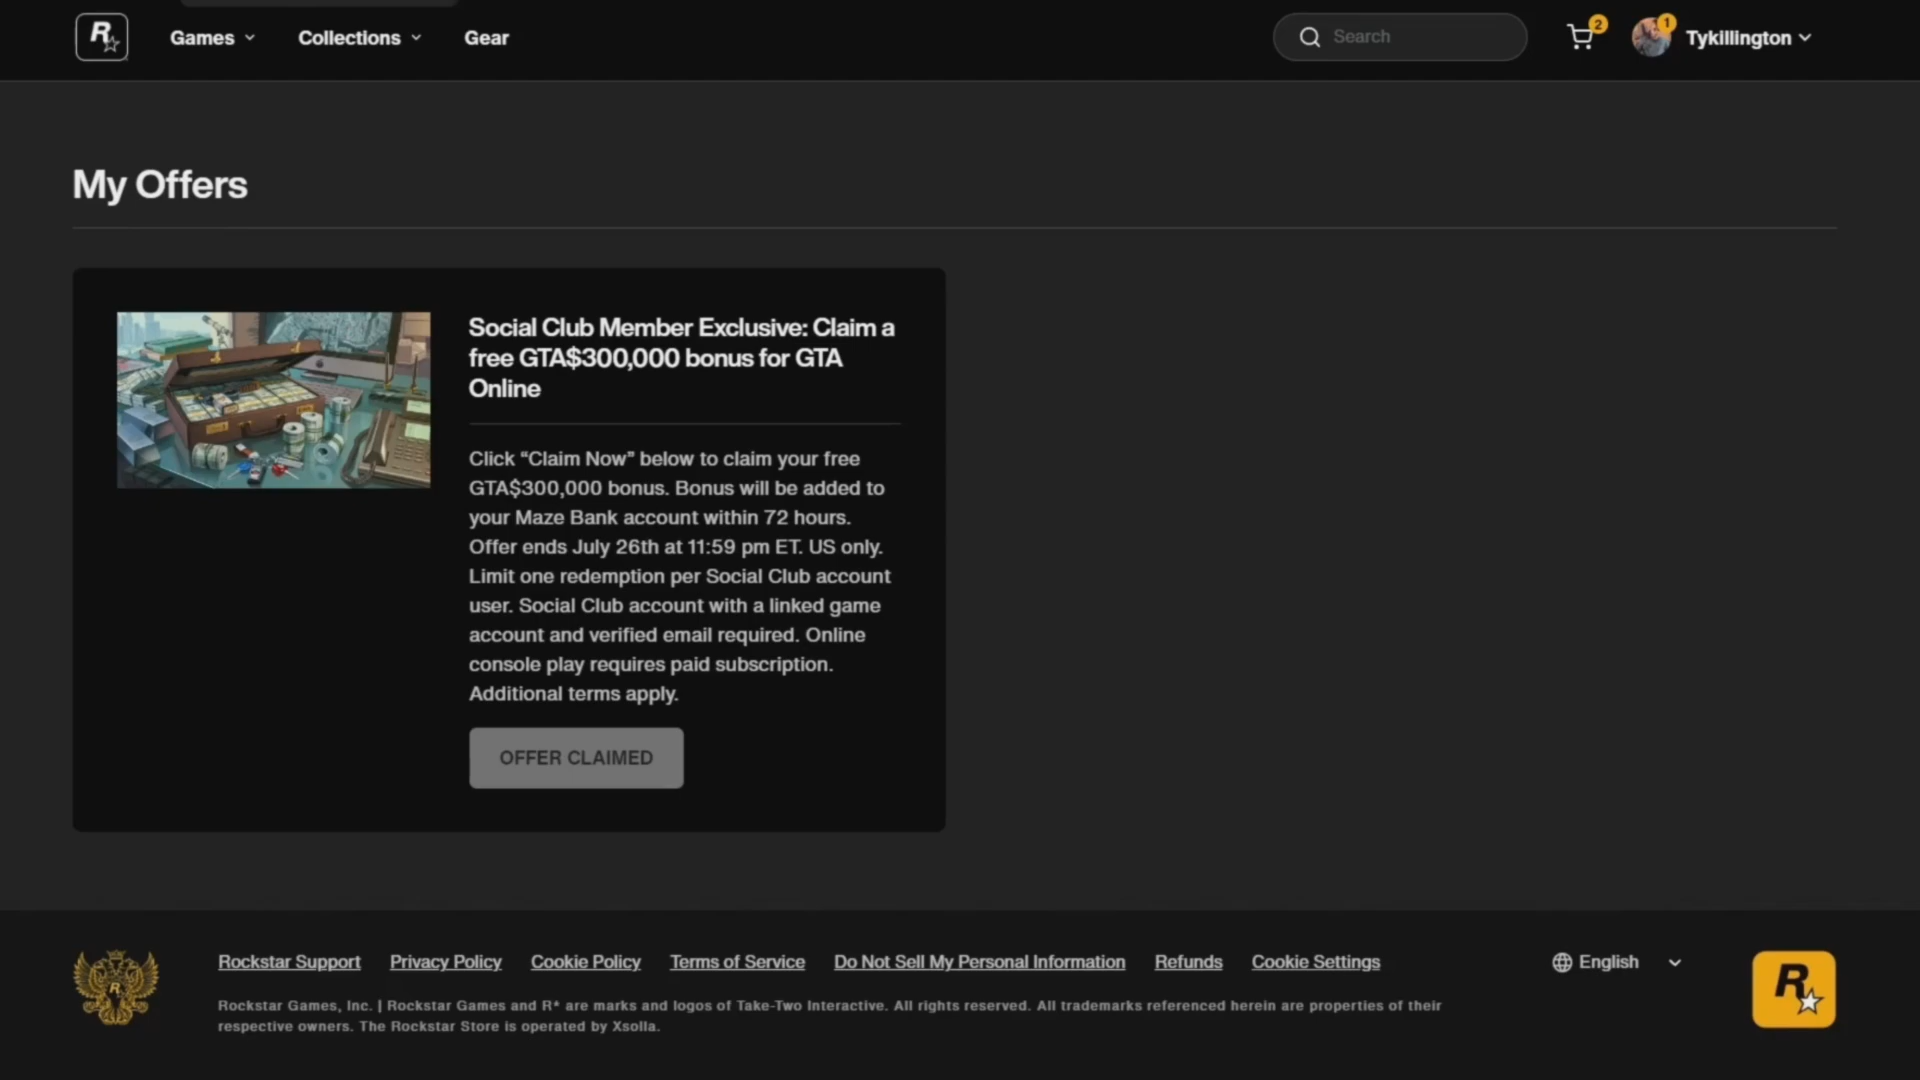 R
Games
Collections
Gear
Search
2
1
Tykillington
My Offers
Social Club Member Exclusive: Claim a
free GTA$300,000 bonus for GTA
Online
Click “Claim Now” below to claim your free
GTA$300,000 bonus. Bonus will be added to
your Maze Bank account within 72 hours.
Offer ends July 26th at 11:59 pm ET. US only.
Limit one redemption per Social Club account
user. Social Club account with a linked game
account and verified email required. Online
console play requires paid subscription.
Additional terms apply.
OFFER CLAIMED
Rockstar Support
Privacy Policy
Cookie Policy
Terms of Service
Do Not Sell My Personal Information
Refunds
Cookie Settings
English
R
R
Rockstar Games, Inc. | Rockstar Games and R* are marks and logos of Take-Two Interactive. All rights reserved. All trademarks referenced herein are properties of their
respective owners. The Rockstar Store is operated by Xsolla.